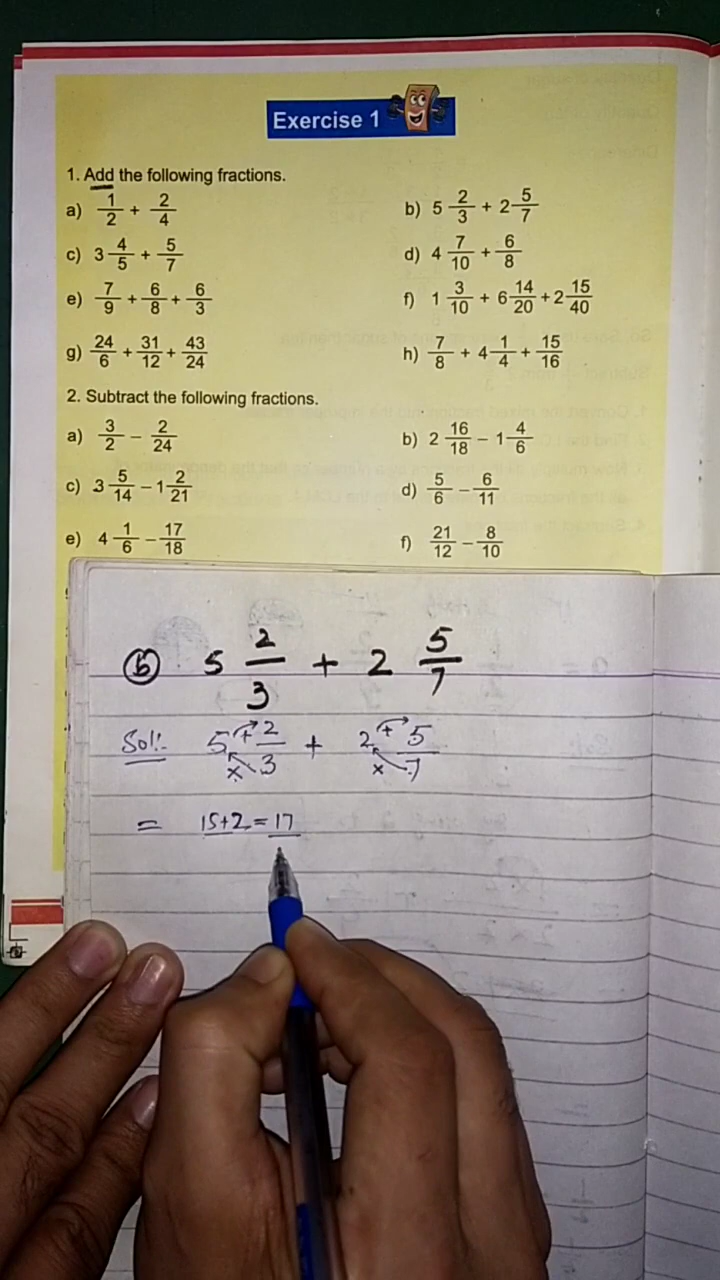 Exercise 1
1. Add the following fractions.
a) 1/2 + 2/4
b) 5 2/3 + 2 5/7
c) 3 4/5 + 5/7
d) 4 7/10 + 6/8
e) 7/9 + 6/8 + 6/3
f) 1 3/10 + 6 14/20 + 2 15/40
g) 24/6 + 31/12 + 43/24
h) 7/8 + 4 1/4 + 15/16
2. Subtract the following fractions.
a) 3/2 − 2/24
b) 2 16/18 − 1 4/6
c) 3 5/14 − 1 2/21
d) 5/6 − 6/11
e) 4 1/6 − 17/18
f) 21/12 − 8/10
b 5 2/3 + 2 5/7
Sol:- 5 + 2/3 × + 2 + 5/7 ×
= 15+2=17